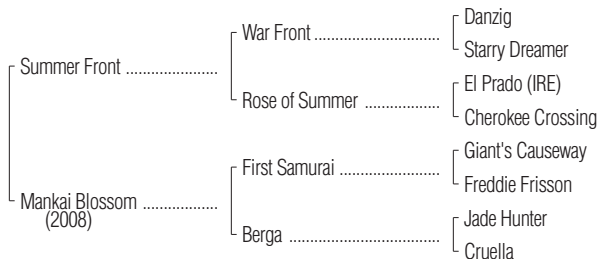 Danzig
War Front
Starry Dreamer
Summer Front
El Prado (IRE)
Rose of Summer
Cherokee Crossing
Giant's Causeway
First Samurai
Freddie Frisson
Mankai Blossom
(2008)
Jade Hunter
Berga
Cruella